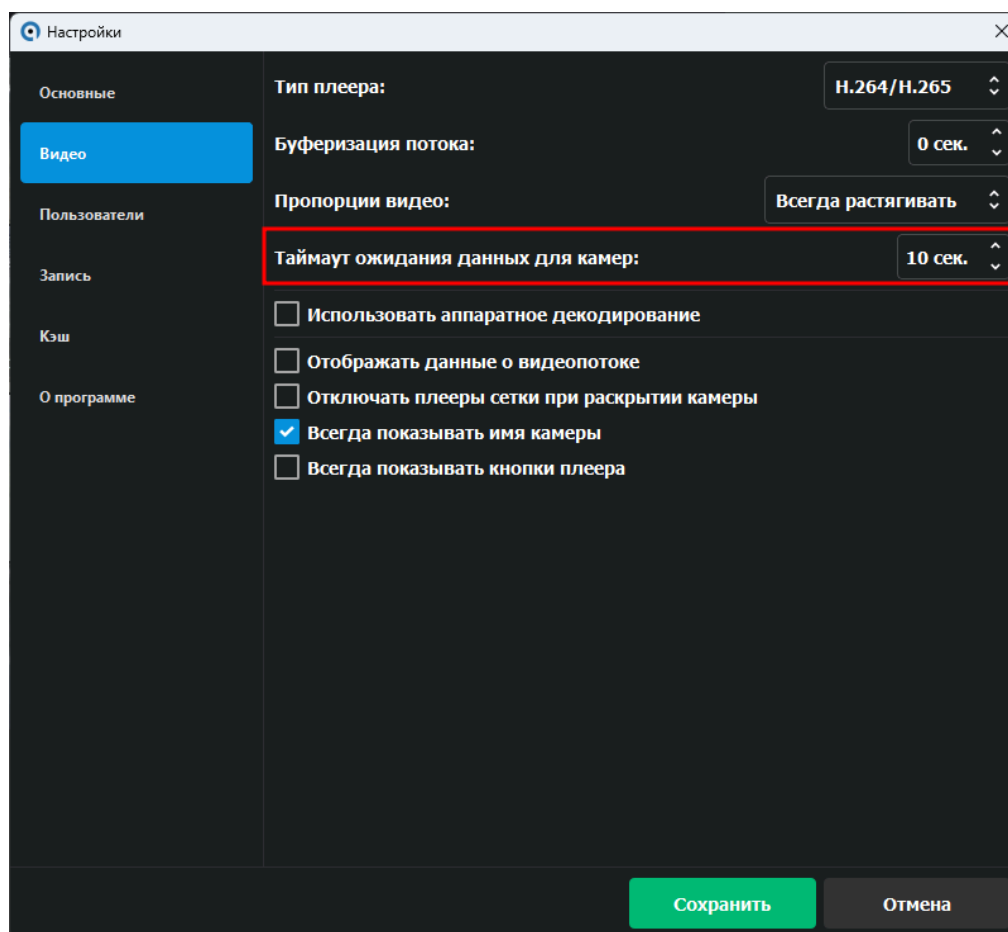 Настройки
Основные
Видео
Пользователи
Запись
Кэш
О программе
Тип плеера: H.264/H.265
Буферизация потока: 0 сек.
Пропорции видео: Всегда растягивать
Таймаут ожидания данных для камер: 10 сек.
Использовать аппаратное декодирование
Отображать данные о видеопотоке
Отключать плееры сетки при раскрытии камеры
Всегда показывать имя камеры
Всегда показывать кнопки плеера
Сохранить Отмена